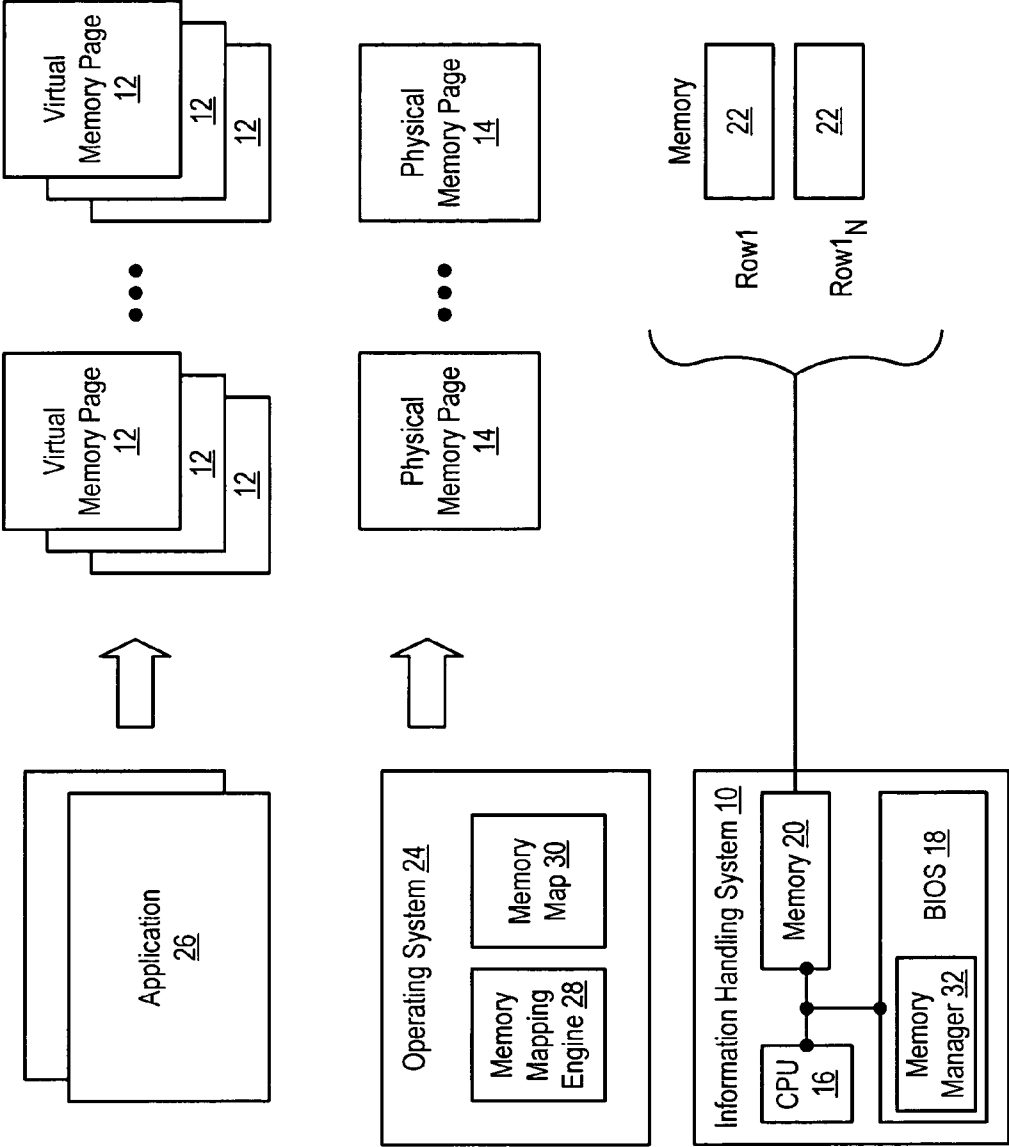 Application
26
Virtual
Memory Page
12
12
12
Virtual
Memory Page
12
12
12
Operating System 24
Memory
Mapping
Engine 28
Memory
Map 30
Physical
Memory Page
14
Physical
Memory Page
14
Information Handling System 10
CPU
16
Memory 20
BIOS 18
Memory
Manager 32
Memory
Row1
22
Row1N
22